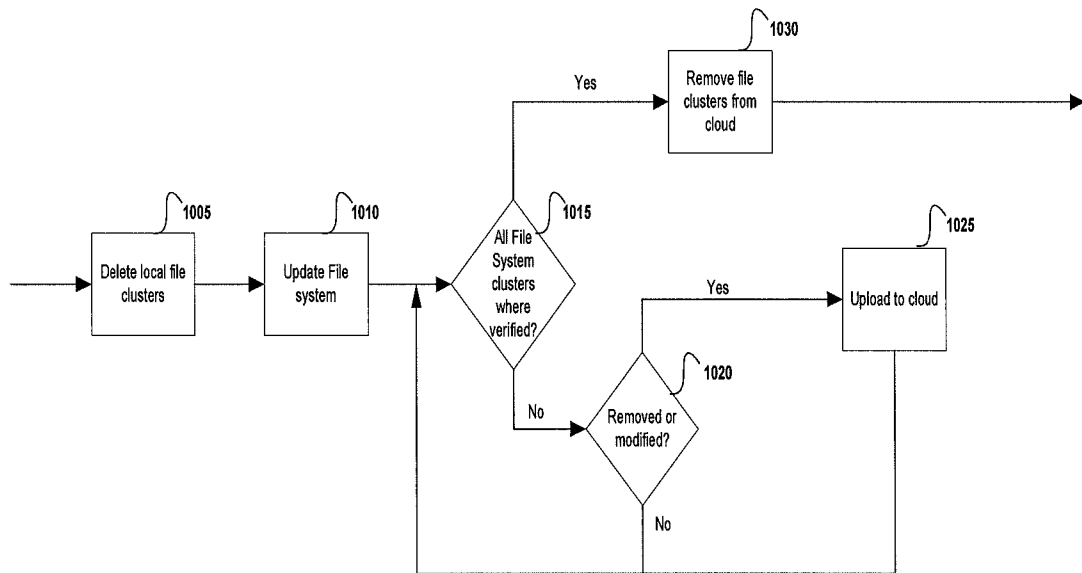 1030
Remove file
clusters from
cloud
Yes
1005
Delete local file
clusters
1010
Update File
system
1015
All File
System
clusters
where
verified?
1025
Upload to cloud
Yes
1020
Removed or
modified?
No
No